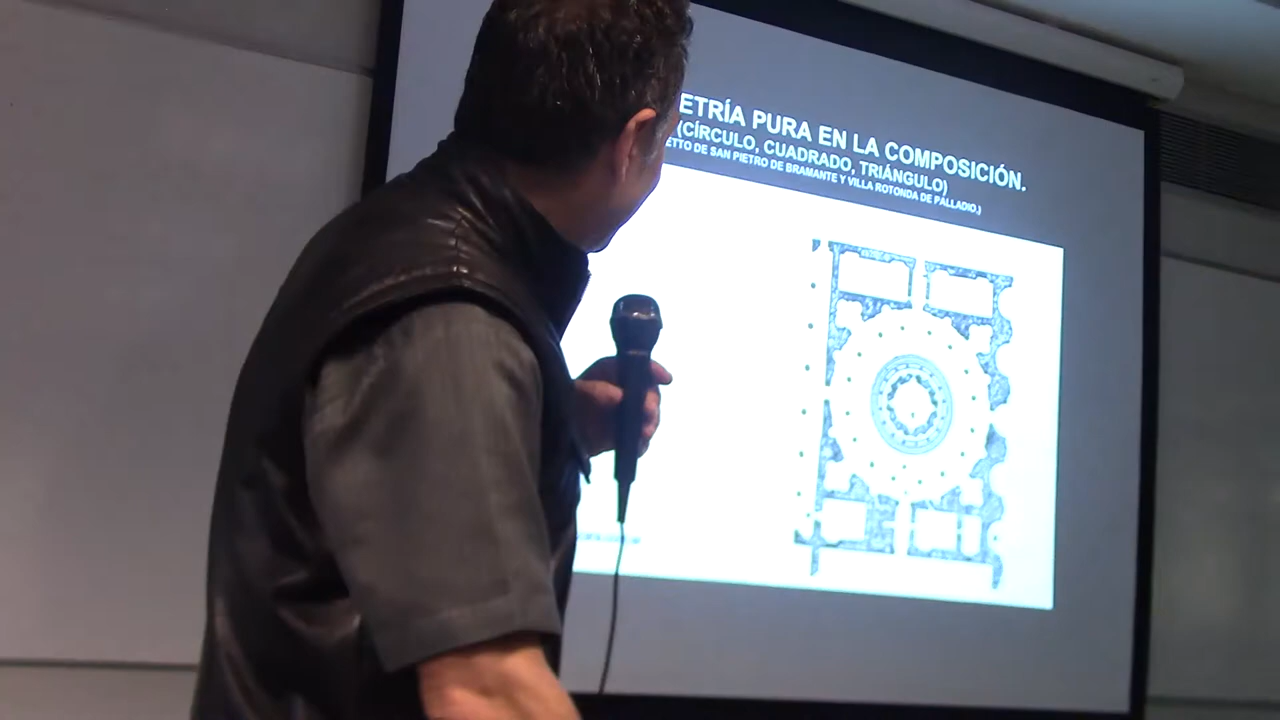 ETRÍA PURA EN LA COMPOSICIÓN.
(CÍRCULO, CUADRADO, TRIÁNGULO)
ETTO DE SAN PIETRO DE BRAMANTE Y VILLA ROTONDA DE PALLADIO.)